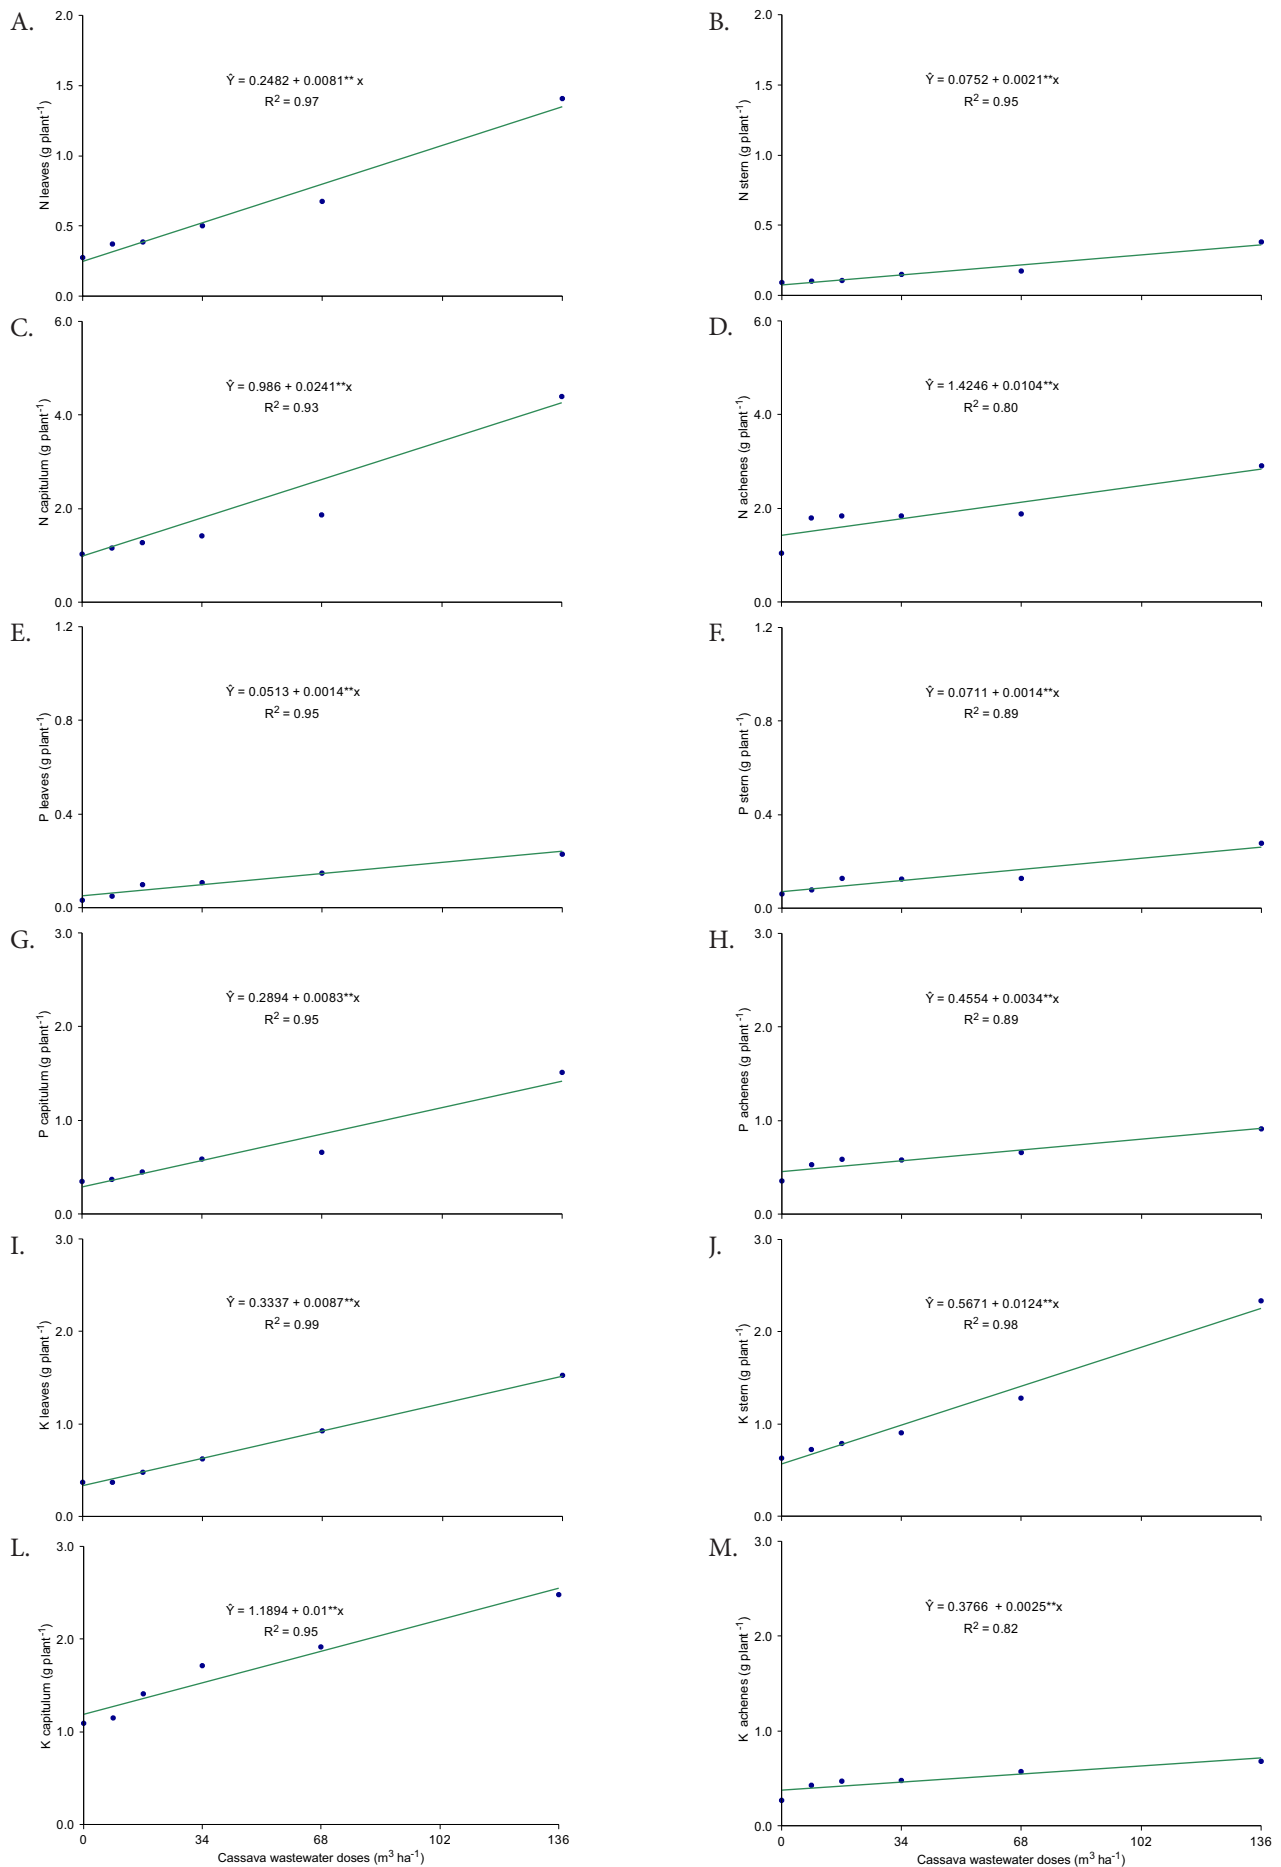 A.
2.0
1.5
1.0
0.5
0.0
N leaves (g plant⁻¹)
Ŷ = 0.2482 + 0.0081** x
R² = 0.97
B.
2.0
1.5
1.0
0.5
0.0
N stern (g plant⁻¹)
Ŷ = 0.0752 + 0.0021**x
R² = 0.95
C.
6.0
4.0
2.0
0.0
N capitulum (g plant⁻¹)
Ŷ = 0.986 + 0.0241**x
R² = 0.93
D.
6.0
4.0
2.0
0.0
N achenes (g plant⁻¹)
Ŷ = 1.4246 + 0.0104**x
R² = 0.80
E.
1.2
0.8
0.4
0.0
P leaves (g plant⁻¹)
Ŷ = 0.0513 + 0.0014**x
R² = 0.95
F.
1.2
0.8
0.4
0.0
P stern (g plant⁻¹)
Ŷ = 0.0711 + 0.0014**x
R² = 0.89
G.
3.0
2.0
1.0
0.0
P capitulum (g plant⁻¹)
Ŷ = 0.2894 + 0.0083**x
R² = 0.95
H.
3.0
2.0
1.0
0.0
P achenes (g plant⁻¹)
Ŷ = 0.4554 + 0.0034**x
R² = 0.89
I.
3.0
2.0
1.0
0.0
K leaves (g plant⁻¹)
Ŷ = 0.3337 + 0.0087**x
R² = 0.99
J.
3.0
2.0
1.0
0.0
K stern (g plant⁻¹)
Ŷ = 0.5671 + 0.0124**x
R² = 0.98
L.
3.0
2.0
1.0
0.0
K capitulum (g plant⁻¹)
Ŷ = 1.1894 + 0.01**x
R² = 0.95
0 34 68 102 136
Cassava wastewater doses (m³ ha⁻¹)
M.
3.0
2.0
1.0
0.0
K achenes (g plant⁻¹)
Ŷ = 0.3766 + 0.0025**x
R² = 0.82
0 34 68 102 136
Cassava wastewater doses (m³ ha⁻¹)